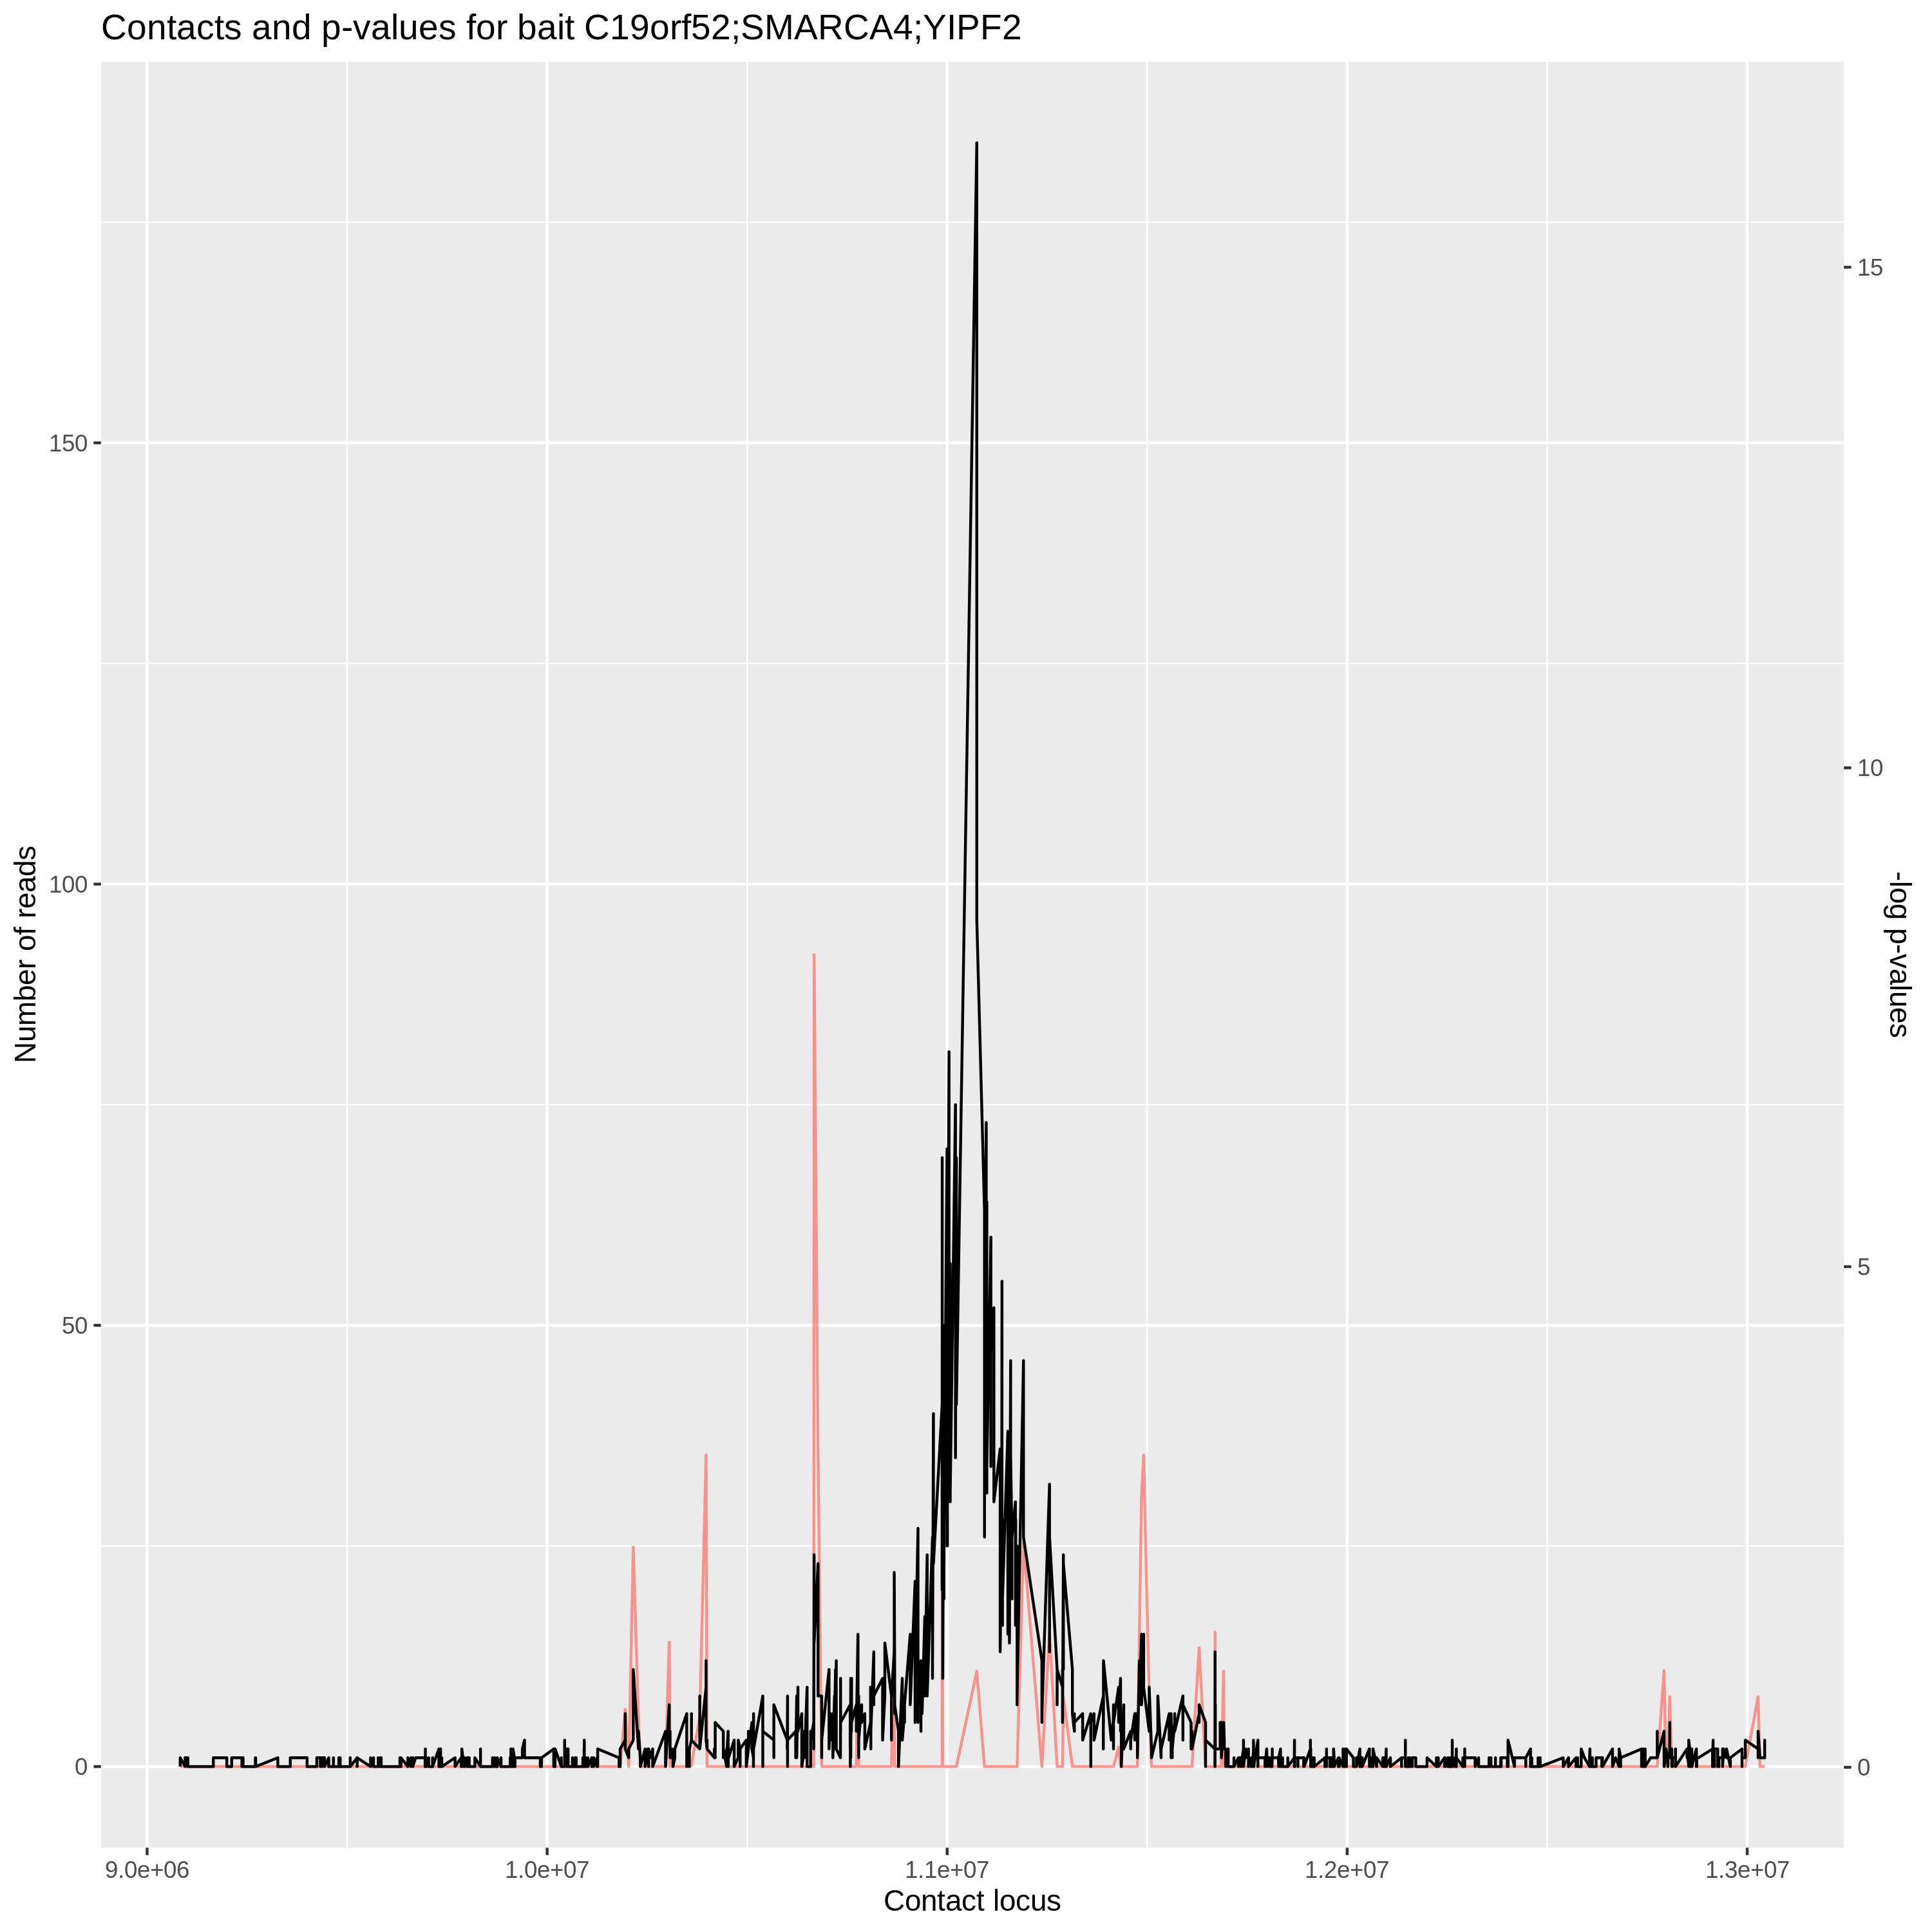 Contacts and p-values for bait C19orf52;SMARCA4;YIPF2
150
100
50
0
Number of reads
15
10
5
0
-log p-values
9.0e+06
1.0e+07
1.1e+07
1.2e+07
1.3e+07
Contact locus